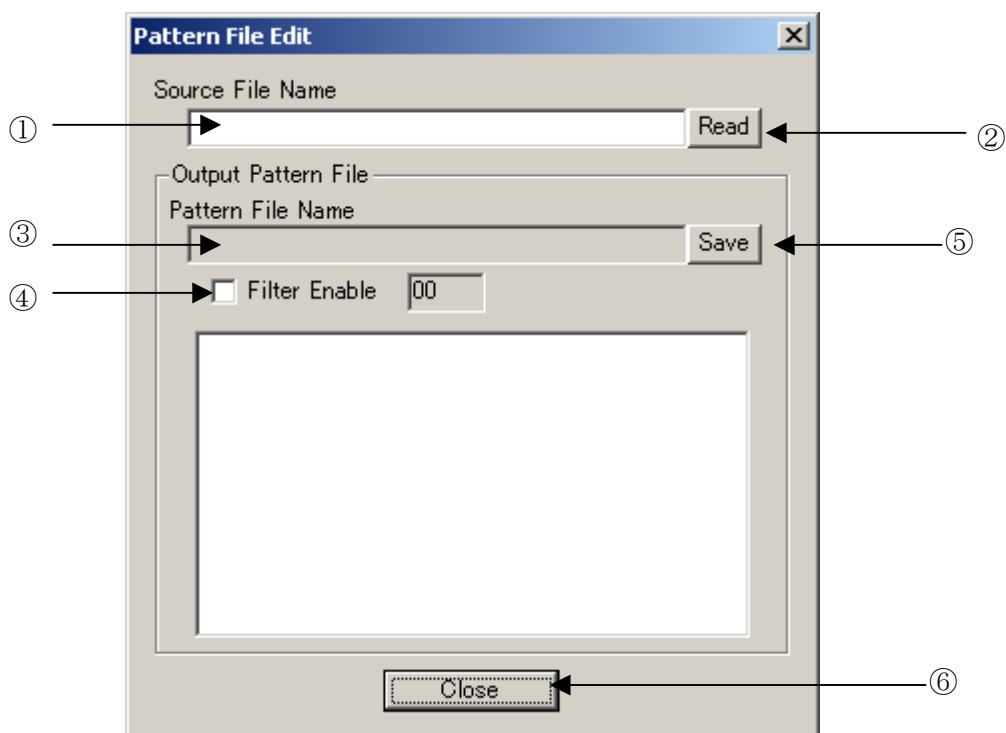 Pattern File Edit
Source File Name
① Read ②
Output Pattern File
Pattern File Name
③ Save ⑤
④ Filter Enable 00
Close ⑥